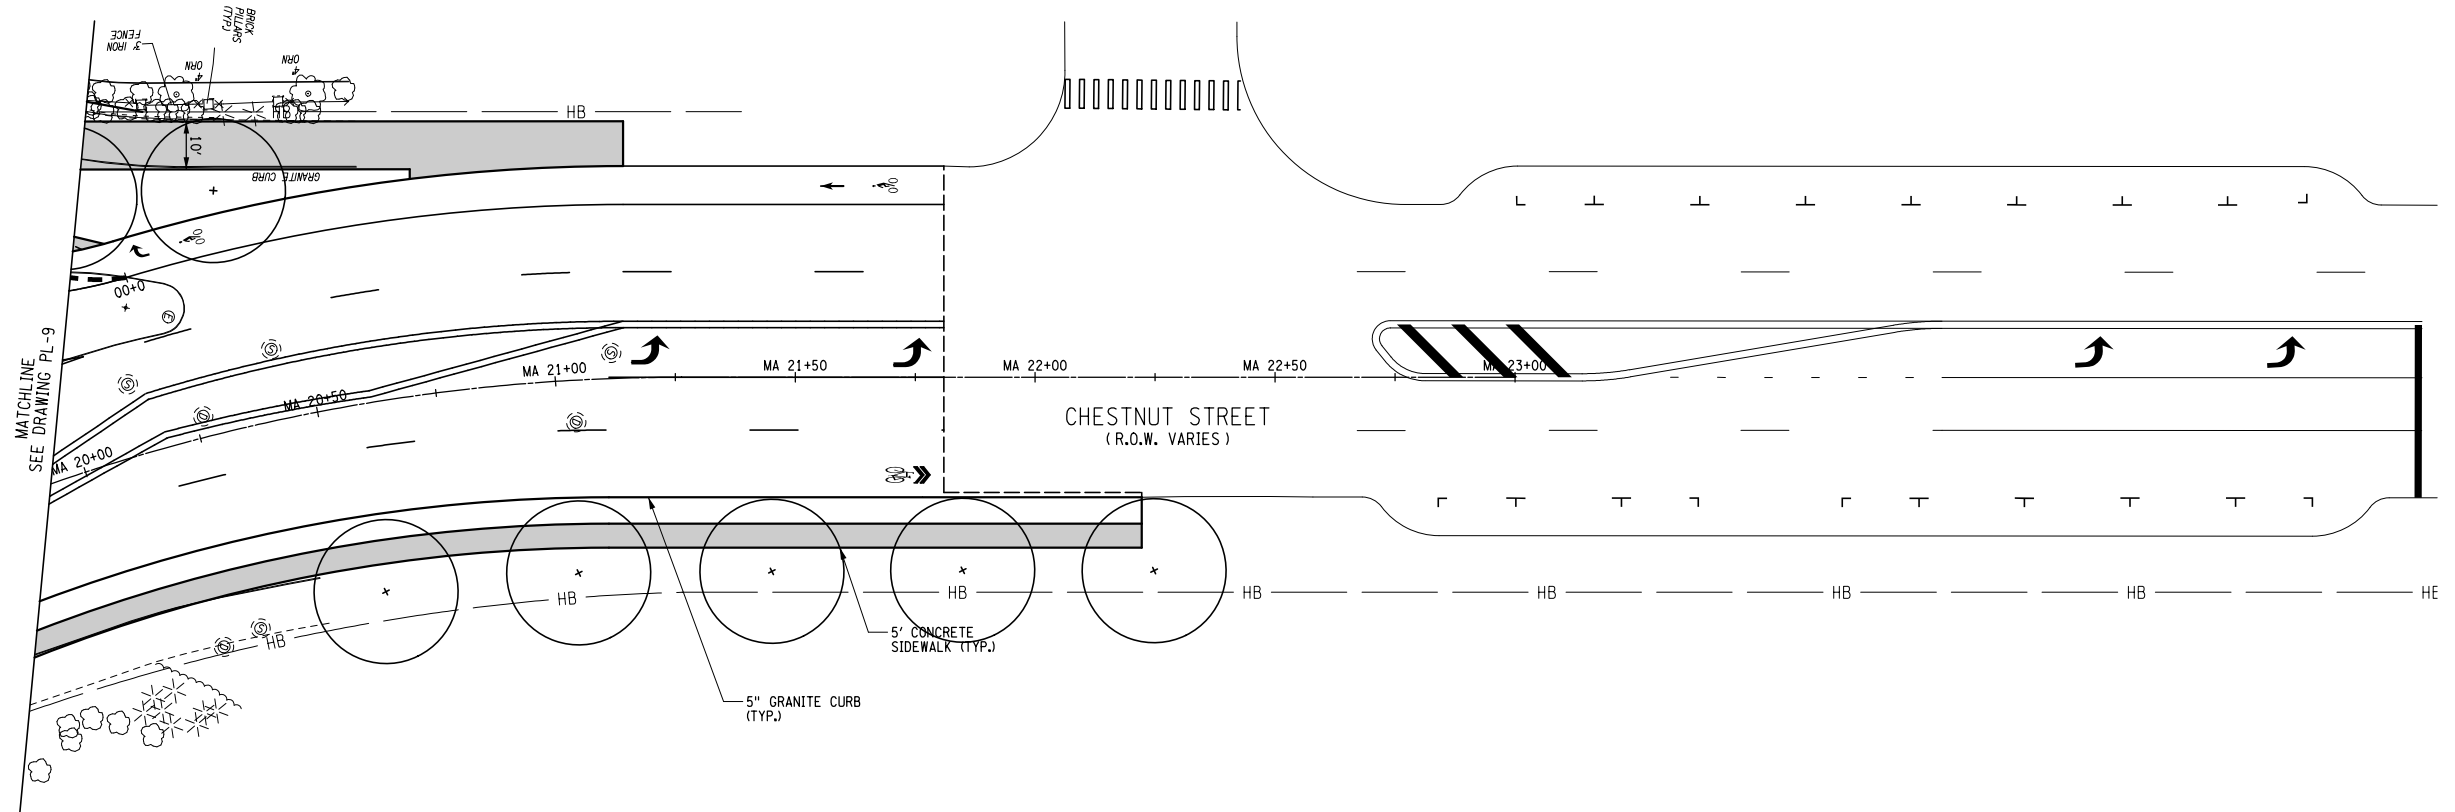 BRICK
PILLARS
(TYP.)
3' IRON
FENCE
4"
ORN
4"
ORN
HB
HB
10'
GRANITE CURB
0+00
E
S
S
S
D
D
MATCHLINE
SEE DRAWING PL-9
MA 20+00
MA 20+50
MA 21+00
MA 21+50
MA 22+00
MA 22+50
MA 23+00
CHESTNUT STREET
(R.O.W. VARIES)
HB
HB
HB
HB
HB
HB
HB
HB
S
D
5' CONCRETE
SIDEWALK (TYP.)
5" GRANITE CURB
(TYP.)